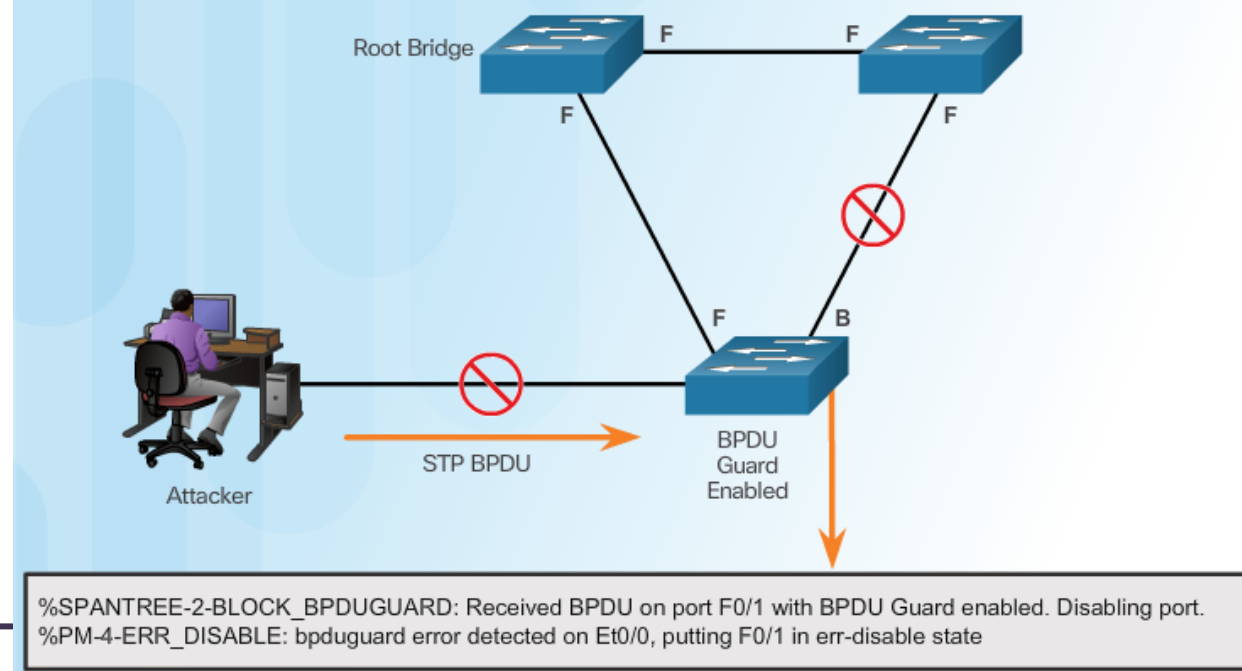 Root Bridge
F
F
F
F
F
B
STP BPDU
BPDU
Guard
Enabled
Attacker
%SPANTREE-2-BLOCK_BPDUGUARD: Received BPDU on port F0/1 with BPDU Guard enabled. Disabling port.
%PM-4-ERR_DISABLE: bpduguard error detected on Et0/0, putting F0/1 in err-disable state